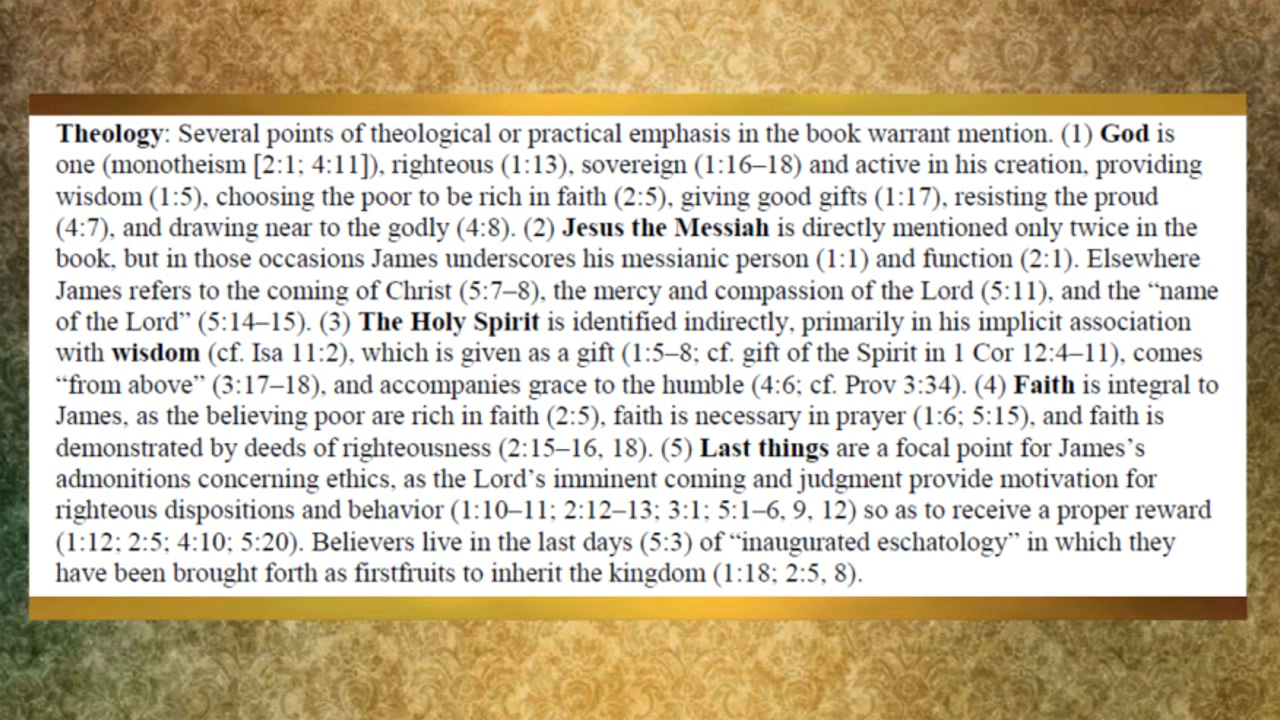 Theology: Several points of theological or practical emphasis in the book warrant mention. (1) God is
one (monotheism [2:1; 4:11]), righteous (1:13), sovereign (1:16–18) and active in his creation, providing
wisdom (1:5), choosing the poor to be rich in faith (2:5), giving good gifts (1:17), resisting the proud
(4:7), and drawing near to the godly (4:8). (2) Jesus the Messiah is directly mentioned only twice in the
book, but in those occasions James underscores his messianic person (1:1) and function (2:1). Elsewhere
James refers to the coming of Christ (5:7–8), the mercy and compassion of the Lord (5:11), and the “name
of the Lord” (5:14–15). (3) The Holy Spirit is identified indirectly, primarily in his implicit association
with wisdom (cf. Isa 11:2), which is given as a gift (1:5–8; cf. gift of the Spirit in 1 Cor 12:4–11), comes
“from above” (3:17–18), and accompanies grace to the humble (4:6; cf. Prov 3:34). (4) Faith is integral to
James, as the believing poor are rich in faith (2:5), faith is necessary in prayer (1:6; 5:15), and faith is
demonstrated by deeds of righteousness (2:15–16, 18). (5) Last things are a focal point for James’s
admonitions concerning ethics, as the Lord’s imminent coming and judgment provide motivation for
righteous dispositions and behavior (1:10–11; 2:12–13; 3:1; 5:1–6, 9, 12) so as to receive a proper reward
(1:12; 2:5; 4:10; 5:20). Believers live in the last days (5:3) of “inaugurated eschatology” in which they
have been brought forth as firstfruits to inherit the kingdom (1:18; 2:5, 8).